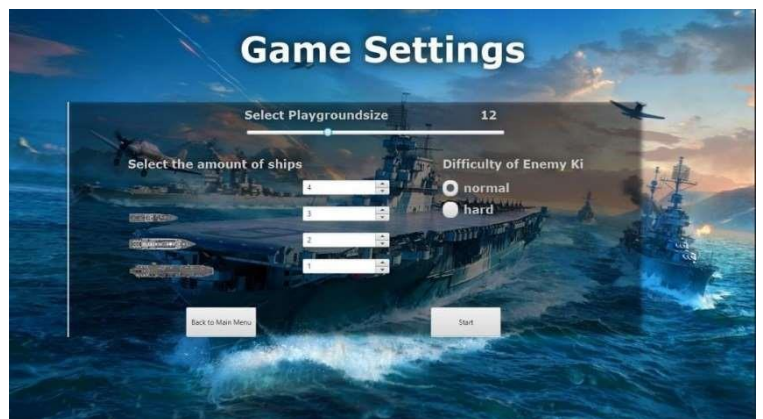 Game Settings
Select Playgroundsize 12
Select the amount of ships
Difficulty of Enemy Ki
4
normal
3
hard
2
1
Back to Main Menu
Start